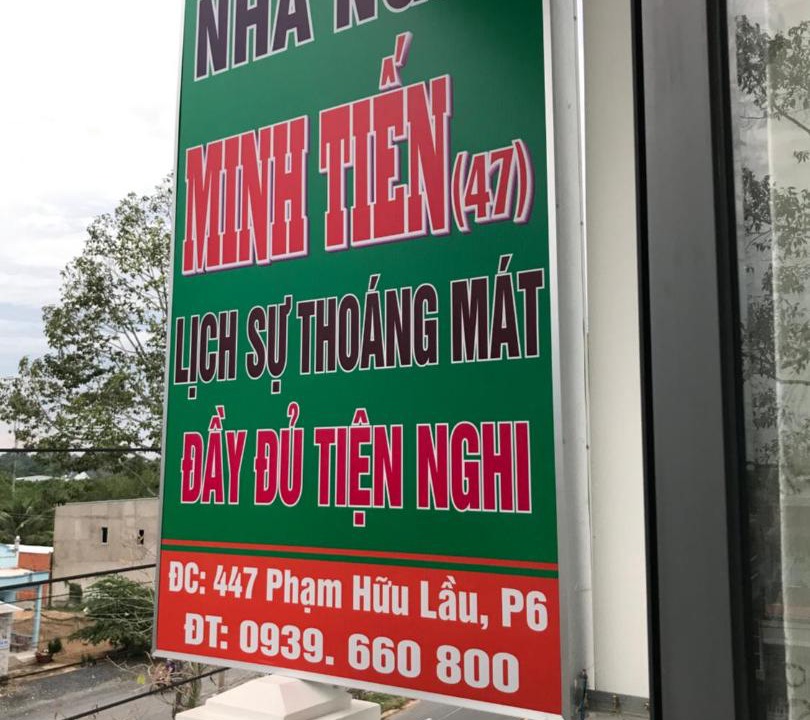 NHÀ
MINH TIẾN (47)
LỊCH SỰ THOÁNG MÁT
ĐẦY ĐỦ TIỆN NGHI
ĐC: 447 Phạm Hữu Lầu, P6
ĐT: 0939. 660 800